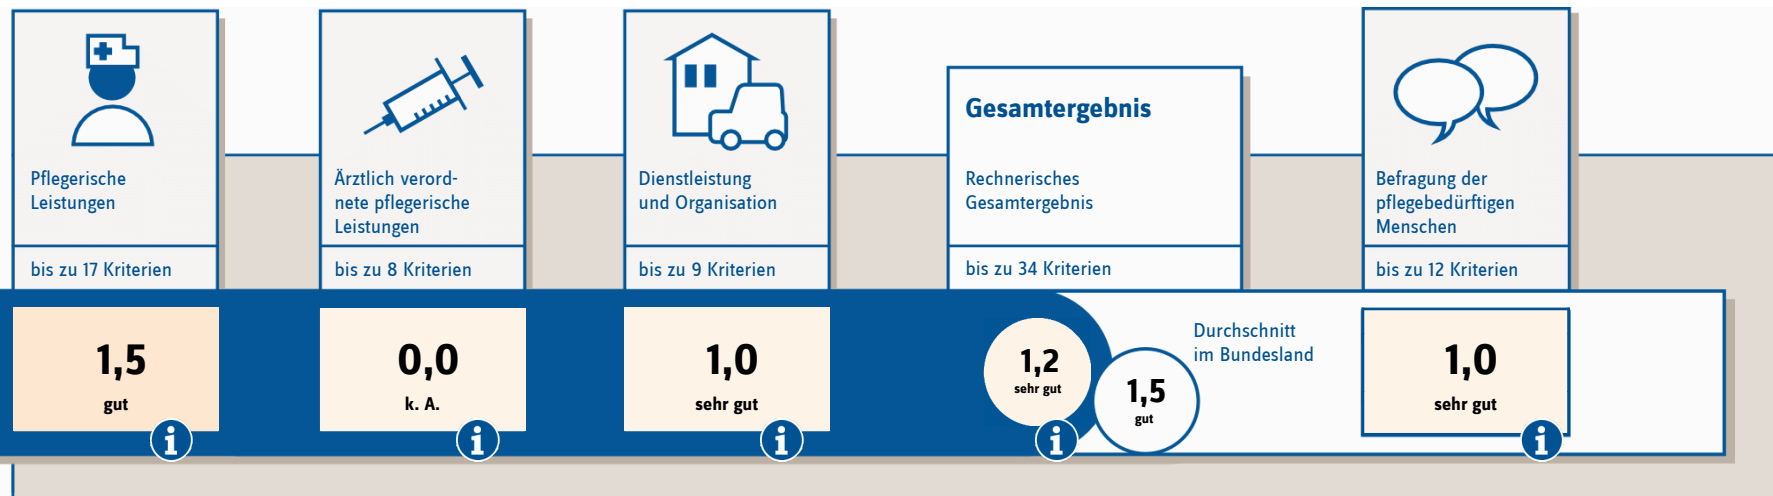 Pflegerische
Leistungen
bis zu 17 Kriterien
1,5
gut
i
Ärztlich verord-
nete pflegerische
Leistungen
bis zu 8 Kriterien
0,0
k. A.
i
Dienstleistung
und Organisation
bis zu 9 Kriterien
1,0
sehr gut
i
Gesamtergebnis
Rechnerisches
Gesamtergebnis
bis zu 34 Kriterien
1,2
sehr gut
i
1,5
gut
Durchschnitt
im Bundesland
Befragung der
pflegebedürftigen
Menschen
bis zu 12 Kriterien
1,0
sehr gut
i